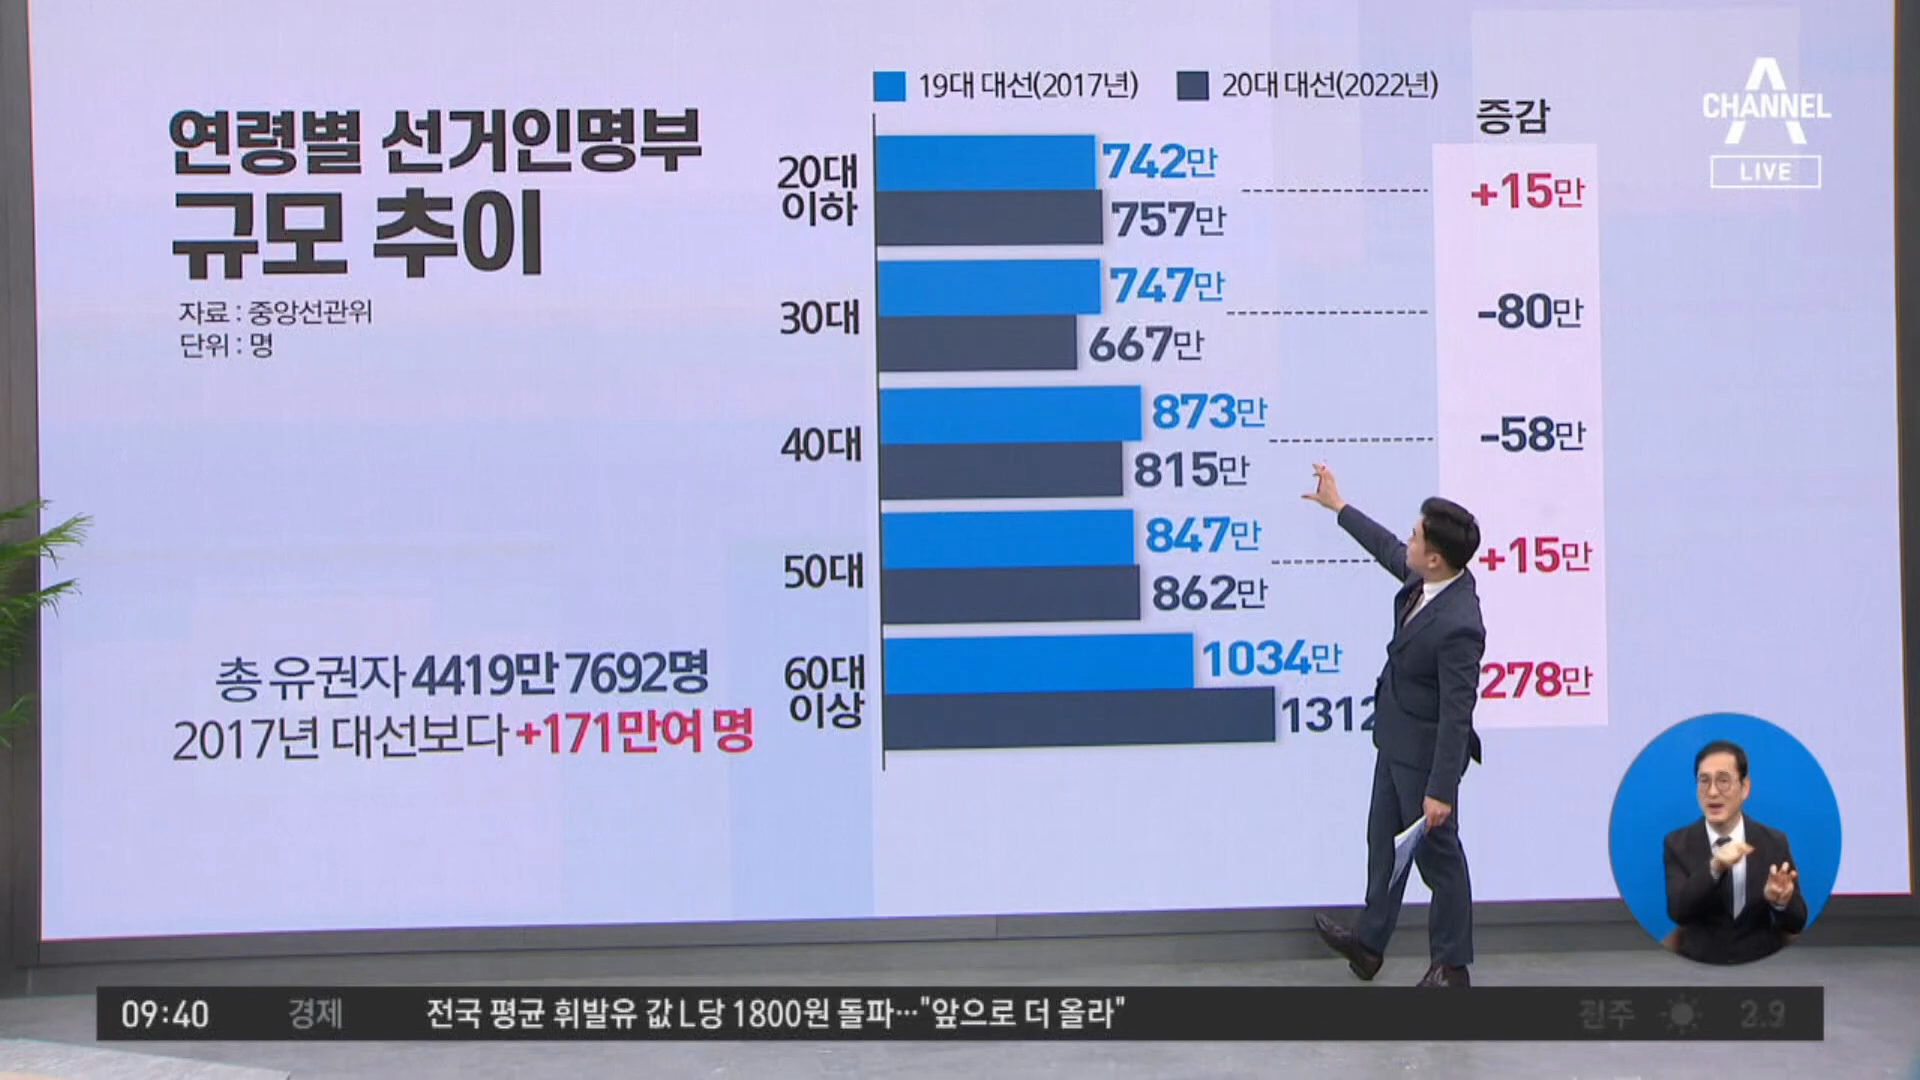 연령별 선거인명부
규모 추이
자료 : 중앙선관위
단위 : 명
19대 대선(2017년)
20대 대선(2022년)
증감
20대
이하
742만
757만
+15만
30대
747만
667만
-80만
40대
873만
815만
-58만
50대
847만
862만
+15만
60대
이상
1034만
1312
278만
총 유권자 4419만 7692명
2017년 대선보다 +171만여 명
CHANNEL A
LIVE
09:40 경제 전국 평균 휘발유 값 L당 1800원 돌파…"앞으로 더 올라"
전주 2.9